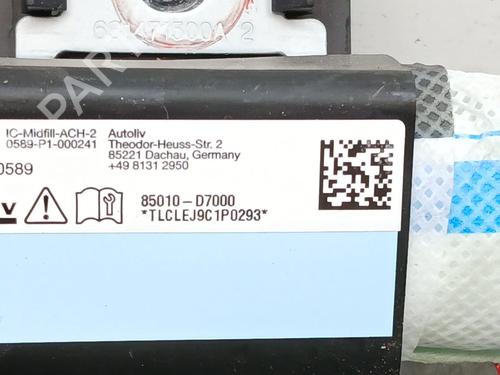 631471300A 2
IC-Midfill-ACH-2
0589-P1-000241
0589
Autoliv
Theodor-Heuss-Str. 2
85221 Dachau, Germany
+49 8131 2950
v
85010-D7000
*TLCLEJ9C1P0293*